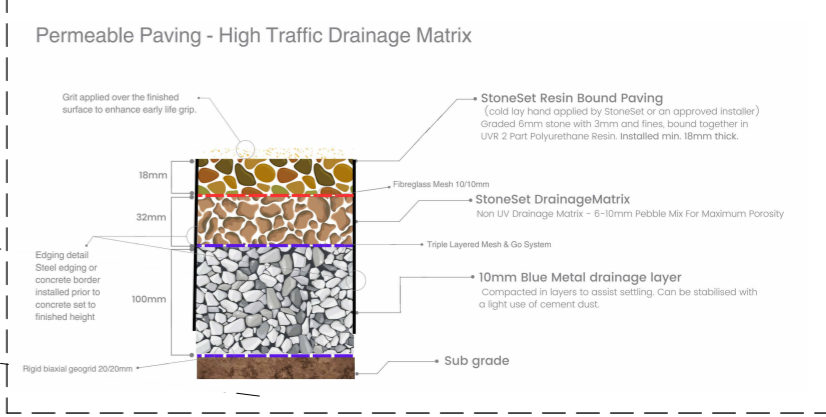 Permeable Paving - High Traffic Drainage Matrix
Grit applied over the finished
surface to enhance early life grip.
StoneSet Resin Bound Paving
(cold lay hand applied by StoneSet or an approved installer)
Graded 6mm stone with 3mm and fines, bound together in
UVR 2 Part Polyurethane Resin. Installed min. 18mm thick.
18mm
Fibreglass Mesh 10/10mm
StoneSet DrainageMatrix
Non UV Drainage Matrix - 6-10mm Pebble Mix For Maximum Porosity
32mm
Triple Layered Mesh & Go System
Edging detail
Steel edging or
concrete border
installed prior to
concrete set to
finished height
10mm Blue Metal drainage layer
Compacted in layers to assist settling. Can be stabilised with
a light use of cement dust.
100mm
Sub grade
Rigid biaxial geogrid 20/20mm